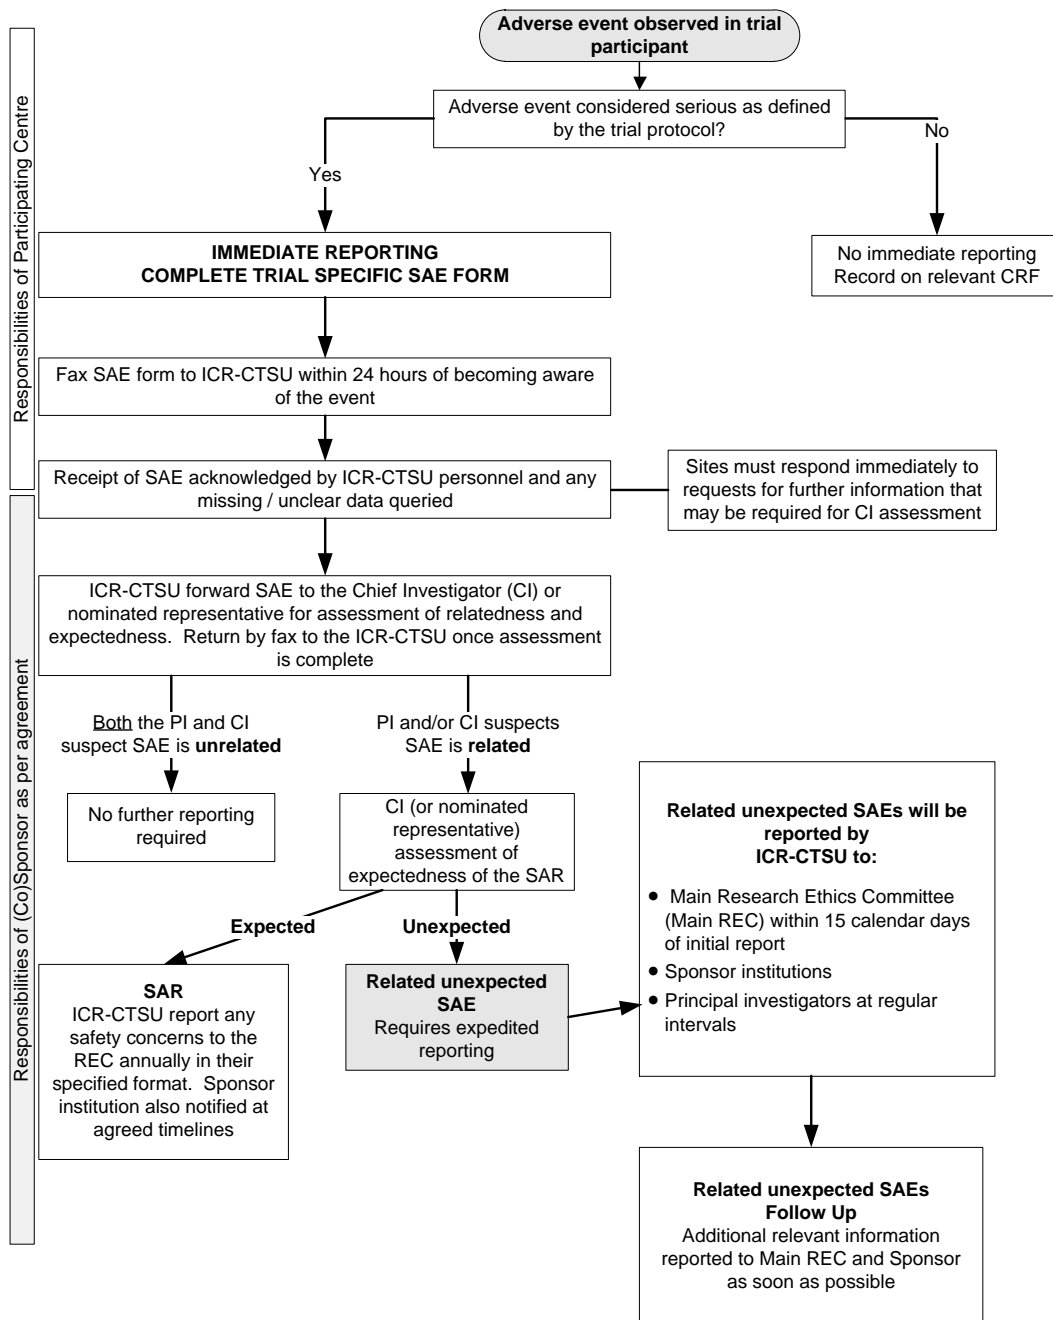 Adverse event observed in trial
participant
Adverse event considered serious as defined
by the trial protocol?
No
Yes
IMMEDIATE REPORTING
COMPLETE TRIAL SPECIFIC SAE FORM
No immediate reporting
Record on relevant CRF
Fax SAE form to ICR-CTSU within 24 hours of becoming aware
of the event
Receipt of SAE acknowledged by ICR-CTSU personnel and any
missing / unclear data queried
Sites must respond immediately to
requests for further information that
may be required for CI assessment
Responsibilities of Participating Centre
ICR-CTSU forward SAE to the Chief Investigator (CI) or
nominated representative for assessment of relatedness and
expectedness.  Return by fax to the ICR-CTSU once assessment
is complete
Both the PI and CI
suspect SAE is unrelated
PI and/or CI suspects
SAE is related
No further reporting
required
CI (or nominated
representative)
assessment of
expectedness of the SAR
Expected
Unexpected
SAR
ICR-CTSU report any
safety concerns to the
REC annually in their
specified format.  Sponsor
institution also notified at
agreed timelines
Related unexpected
SAE
Requires expedited
reporting
Related unexpected SAEs will be
reported by
ICR-CTSU to:
● Main Research Ethics Committee
(Main REC) within 15 calendar days
of initial report
● Sponsor institutions
● Principal investigators at regular
intervals
Related unexpected SAEs
Follow Up
Additional relevant information
reported to Main REC and Sponsor
as soon as possible
Responsibilities of (Co)Sponsor as per agreement